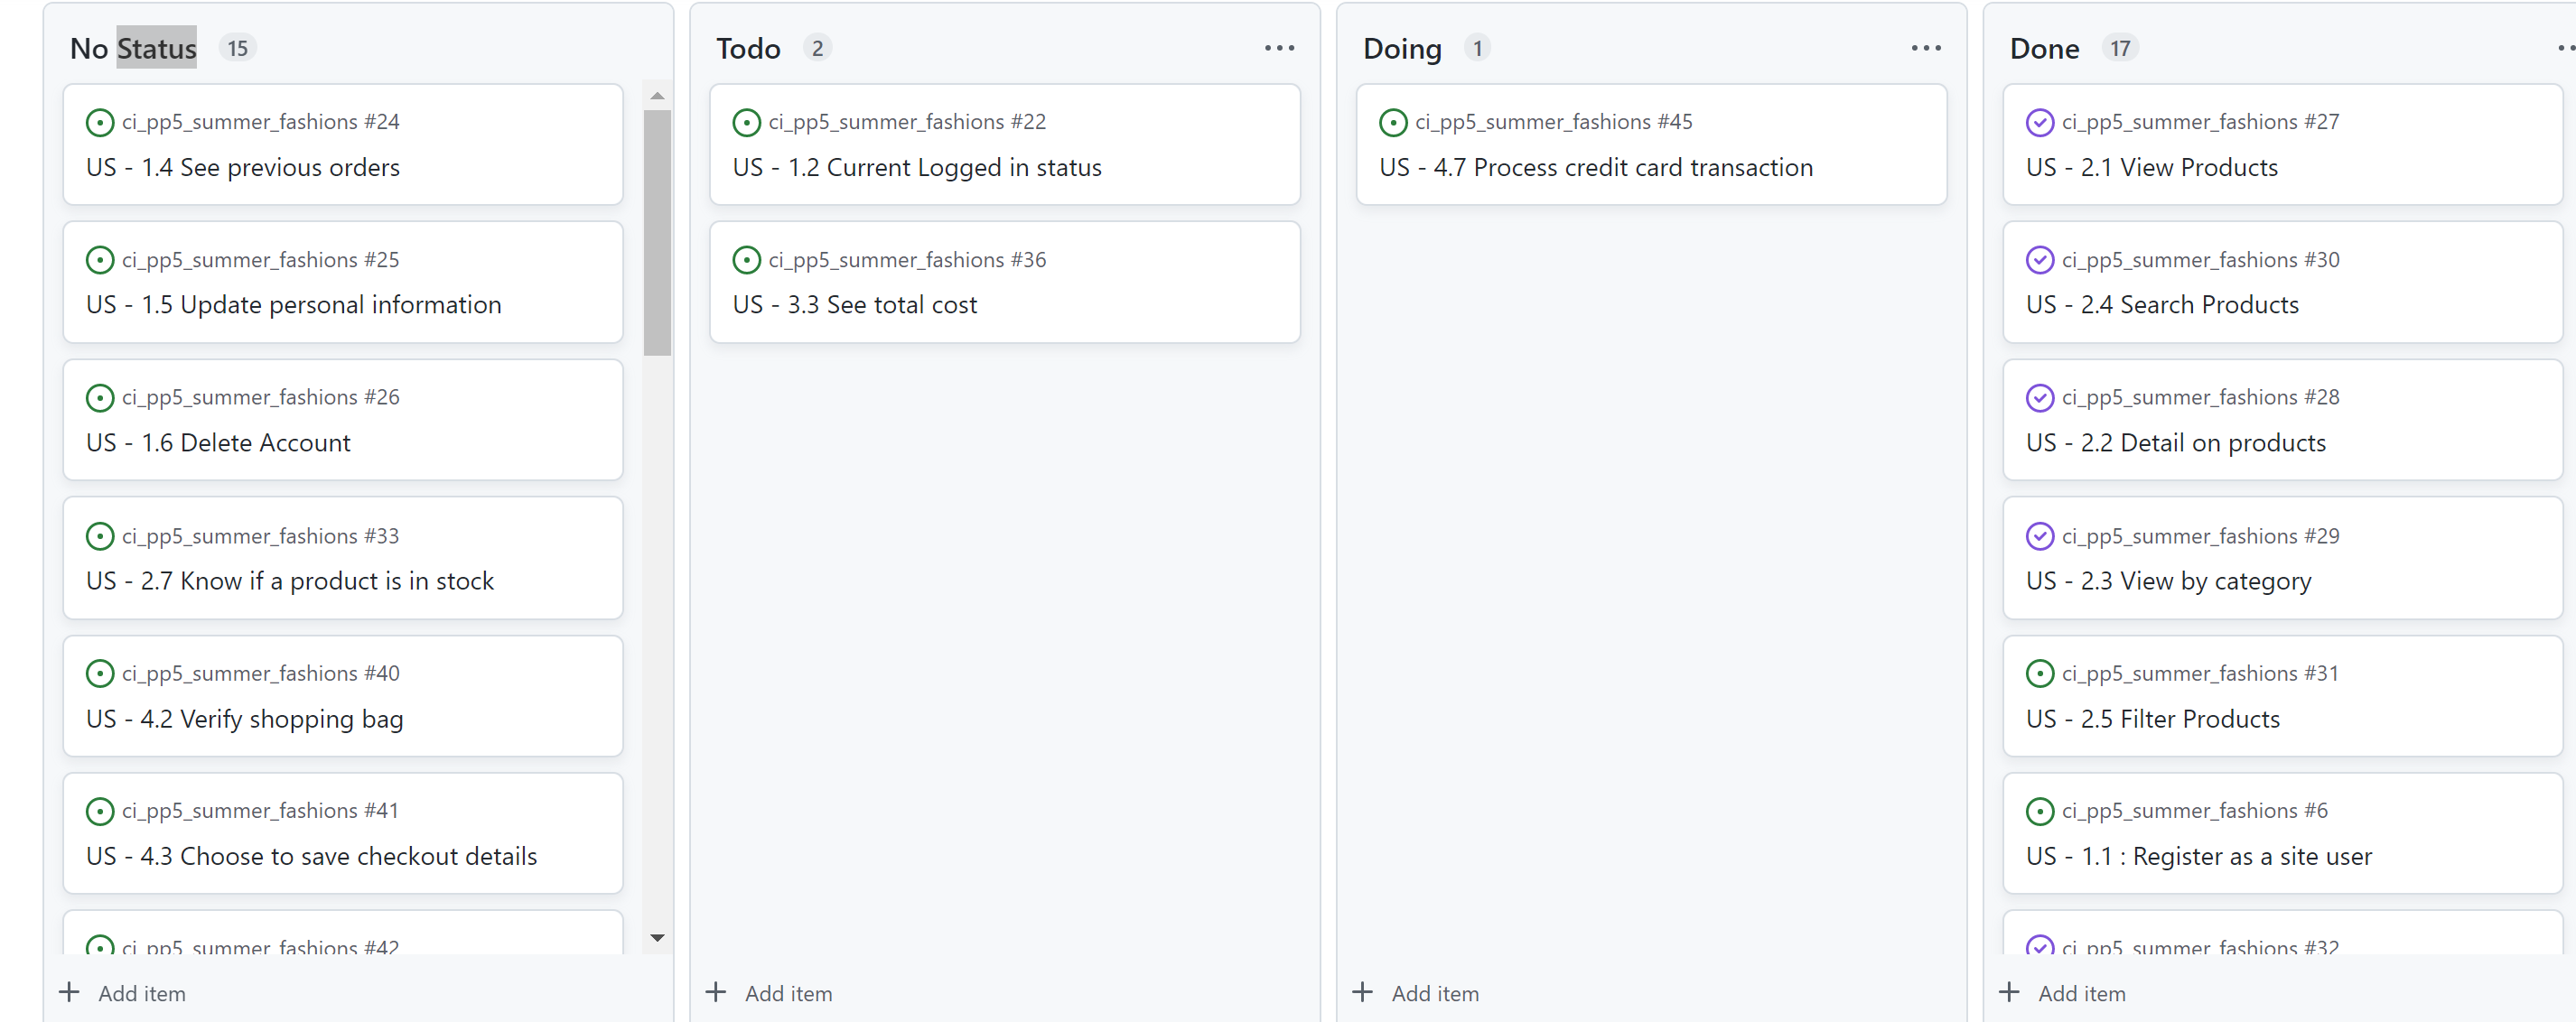 No Status 15
ci_pp5_summer_fashions #24
US - 1.4 See previous orders
ci_pp5_summer_fashions #25
US - 1.5 Update personal information
ci_pp5_summer_fashions #26
US - 1.6 Delete Account
ci_pp5_summer_fashions #33
US - 2.7 Know if a product is in stock
ci_pp5_summer_fashions #40
US - 4.2 Verify shopping bag
ci_pp5_summer_fashions #41
US - 4.3 Choose to save checkout details
ci_pp5_summer_fashions #42
Add item
Todo 2
ci_pp5_summer_fashions #22
US - 1.2 Current Logged in status
ci_pp5_summer_fashions #36
US - 3.3 See total cost
Add item
Doing 1
ci_pp5_summer_fashions #45
US - 4.7 Process credit card transaction
Add item
Done 17
ci_pp5_summer_fashions #27
US - 2.1 View Products
ci_pp5_summer_fashions #30
US - 2.4 Search Products
ci_pp5_summer_fashions #28
US - 2.2 Detail on products
ci_pp5_summer_fashions #29
US - 2.3 View by category
ci_pp5_summer_fashions #31
US - 2.5 Filter Products
ci_pp5_summer_fashions #6
US - 1.1 : Register as a site user
ci_pp5_summer_fashions #32
Add item